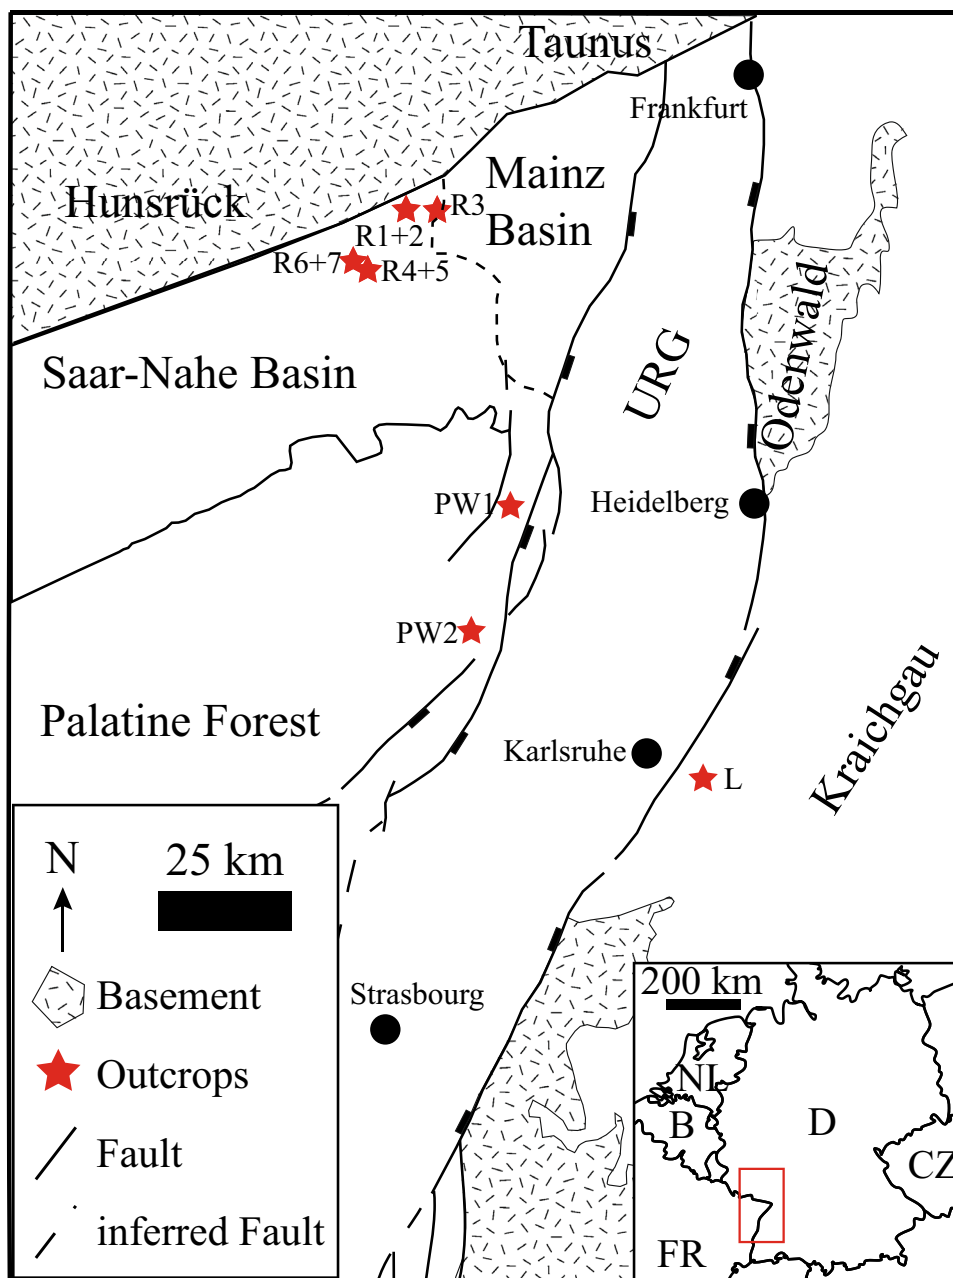 Taunus
Frankfurt
Mainz
Basin
Hunsrück
R3
R1+2
R6+7
R4+5
Odenwald
URG
Saar-Nahe Basin
PW1
Heidelberg
PW2
Kraichgau
Palatine Forest
Karlsruhe
L
N
25 km
Basement
Strasbourg
Outcrops
Fault
inferred Fault
200 km
NL
B
D
CZ
FR